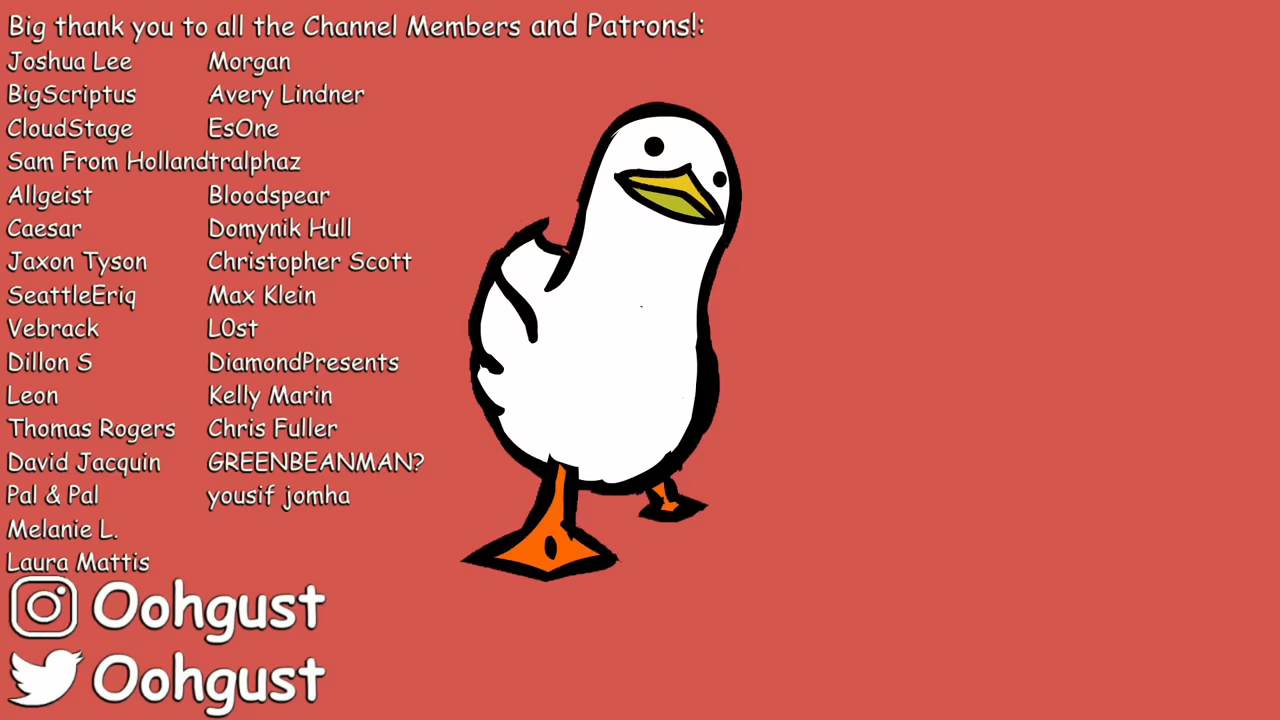 Big thank you to all the Channel Members and Patrons!:
Joshua Lee
BigScriptus
CloudStage
Sam From Holland
Allgeist
Caesar
Jaxon Tyson
SeattleEriq
Vebrack
Dillon S
Leon
Thomas Rogers
David Jacquin
Pal & Pal
Melanie L.
Laura Mattis
Morgan
Avery Lindner
EsOne
tralphaz
Bloodspear
Domynik Hull
Christopher Scott
Max Klein
L0st
DiamondPresents
Kelly Marin
Chris Fuller
GREENBEANMAN?
yousif jomha
Oohgust
Oohgust